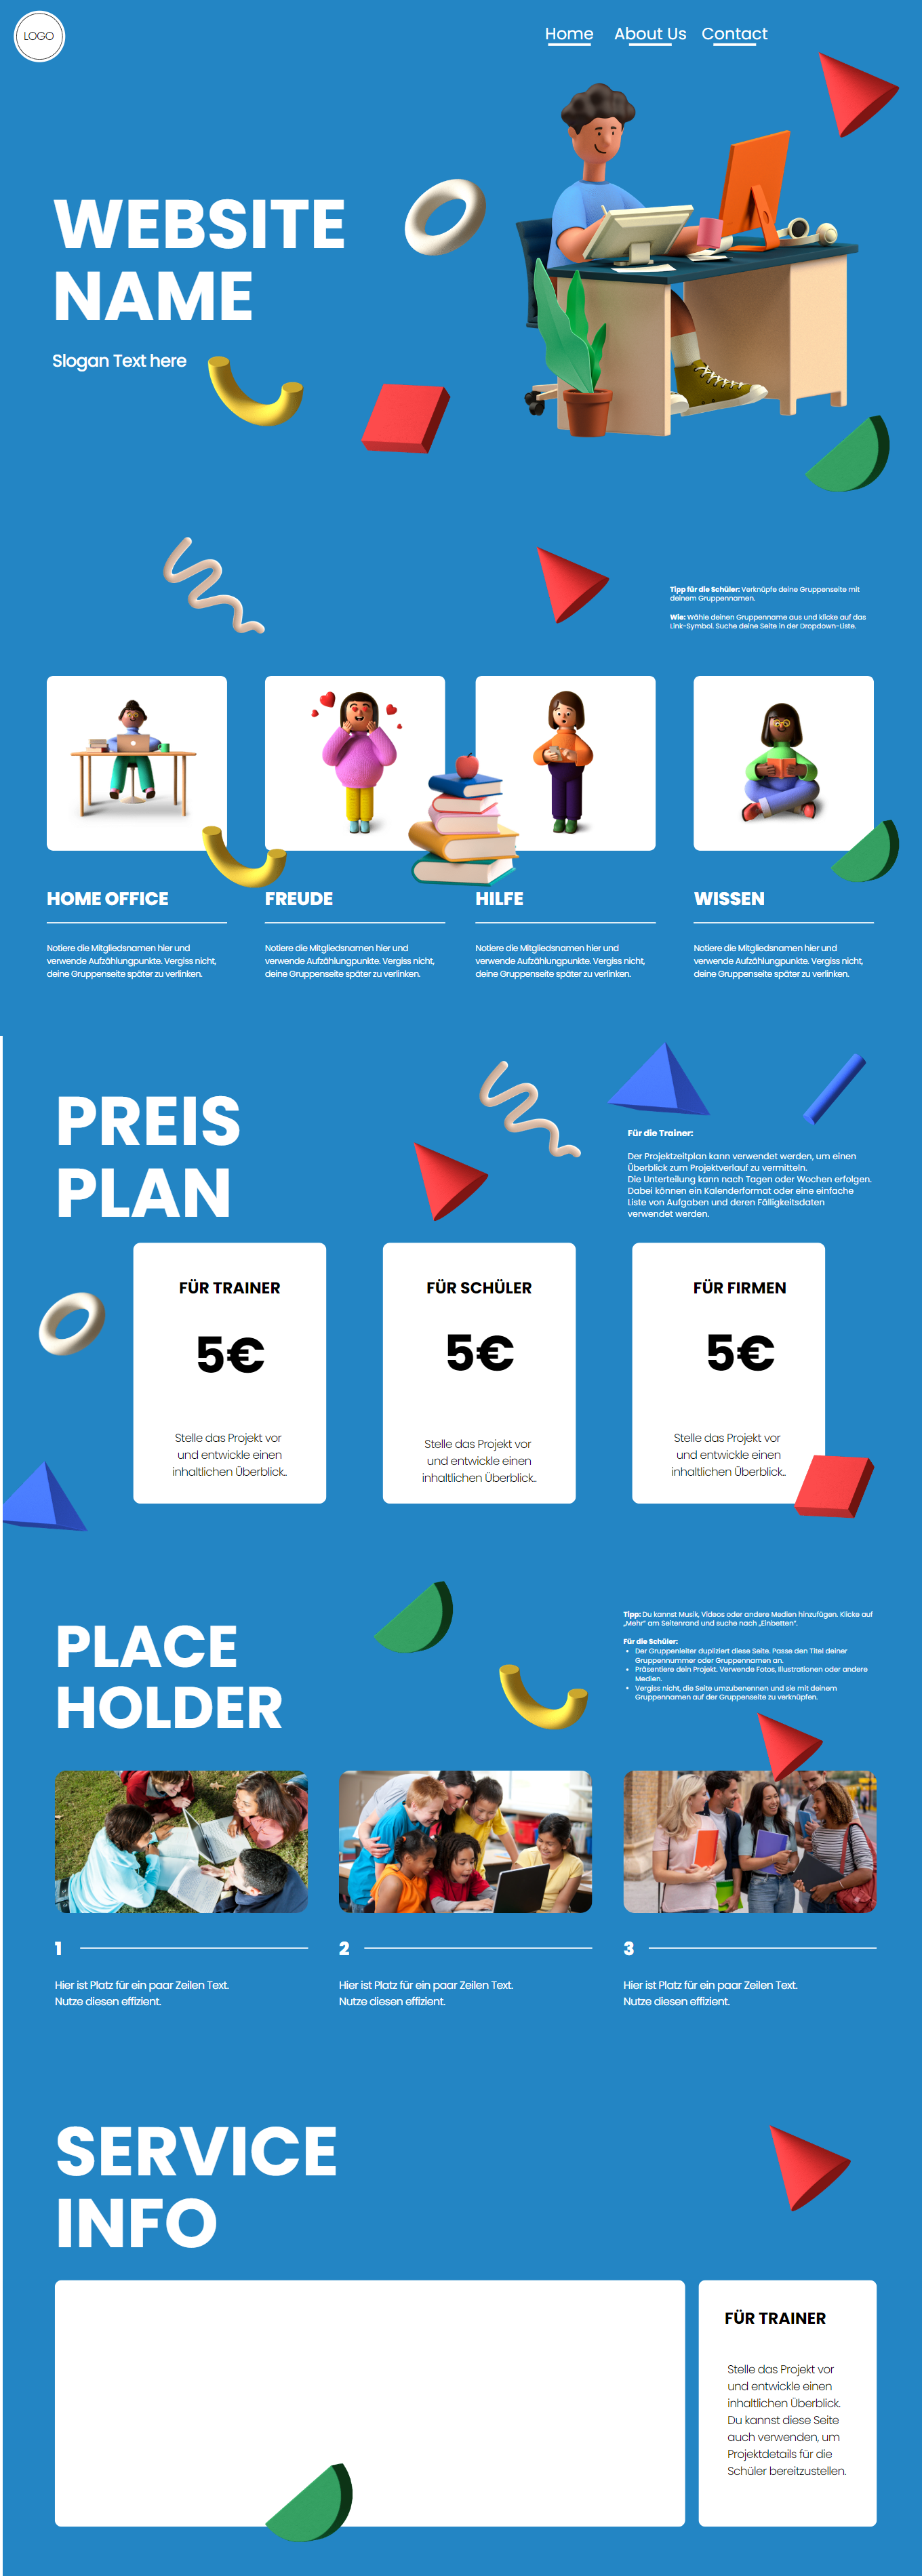 LOGO
Home About Us Contact
WEBSITE
NAME
Slogan Text here
Tipp für die Schüler: Verknüpfe deine Gruppenseite mit
deinem Gruppennamen.
Wie: Wähle deinen Gruppenname aus und klicke auf das
Link-Symbol. Suche deine Seite in der Dropdown-Liste.
HOME OFFICE
Notiere die Mitgliedsnamen hier und
verwende Aufzählungpunkte. Vergiss nicht,
deine Gruppenseite später zu verlinken.
FREUDE
Notiere die Mitgliedsnamen hier und
verwende Aufzählungpunkte. Vergiss nicht,
deine Gruppenseite später zu verlinken.
HILFE
Notiere die Mitgliedsnamen hier und
verwende Aufzählungpunkte. Vergiss nicht,
deine Gruppenseite später zu verlinken.
WISSEN
Notiere die Mitgliedsnamen hier und
verwende Aufzählungpunkte. Vergiss nicht,
deine Gruppenseite später zu verlinken.
PREIS
PLAN
Für die Trainer:
Der Projektzeitplan kann verwendet werden, um einen
Überblick zum Projektverlauf zu vermitteln.
Die Unterteilung kann nach Tagen oder Wochen erfolgen.
Dabei können ein Kalenderformat oder eine einfache
Liste von Aufgaben und deren Fälligkeitsdaten
verwendet werden.
FÜR TRAINER
5€
Stelle das Projekt vor
und entwickle einen
inhaltlichen Überblick..
FÜR SCHÜLER
5€
Stelle das Projekt vor
und entwickle einen
inhaltlichen Überblick..
FÜR FIRMEN
5€
Stelle das Projekt vor
und entwickle einen
inhaltlichen Überblick..
PLACE
HOLDER
Tipp: Du kannst Musik, Videos oder andere Medien hinzufügen. Klicke auf
„Mehr“ am Seitenrand und suche nach „Einbetten“.
Für die Schüler:
• Der Gruppenleiter dupliziert diese Seite. Passe den Titel deiner
Gruppennummer oder Gruppennamen an.
• Präsentiere dein Projekt. Verwende Fotos, Illustrationen oder andere
Medien.
• Vergiss nicht, die Seite umzubenennen und sie mit deinem
Gruppennamen auf der Gruppenseite zu verknüpfen.
1
Hier ist Platz für ein paar Zeilen Text.
Nutze diesen effizient.
2
Hier ist Platz für ein paar Zeilen Text.
Nutze diesen effizient.
3
Hier ist Platz für ein paar Zeilen Text.
Nutze diesen effizient.
SERVICE
INFO
FÜR TRAINER
Stelle das Projekt vor
und entwickle einen
inhaltlichen Überblick.
Du kannst diese Seite
auch verwenden, um
Projektdetails für die
Schüler bereitzustellen.